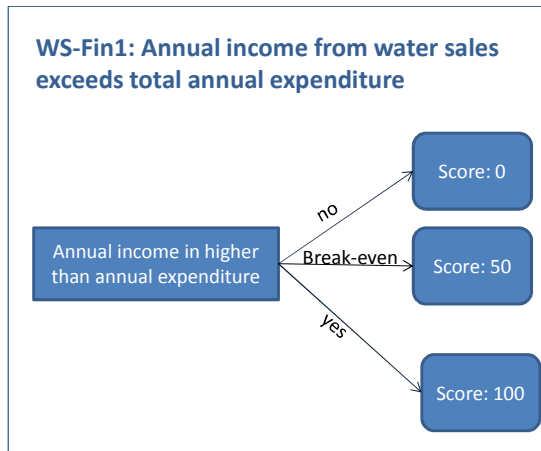 WS-Fin1: Annual income from water sales
exceeds total annual expenditure
Score: 0
no
Annual income in higher
than annual expenditure
Break-even
Score: 50
yes
Score: 100